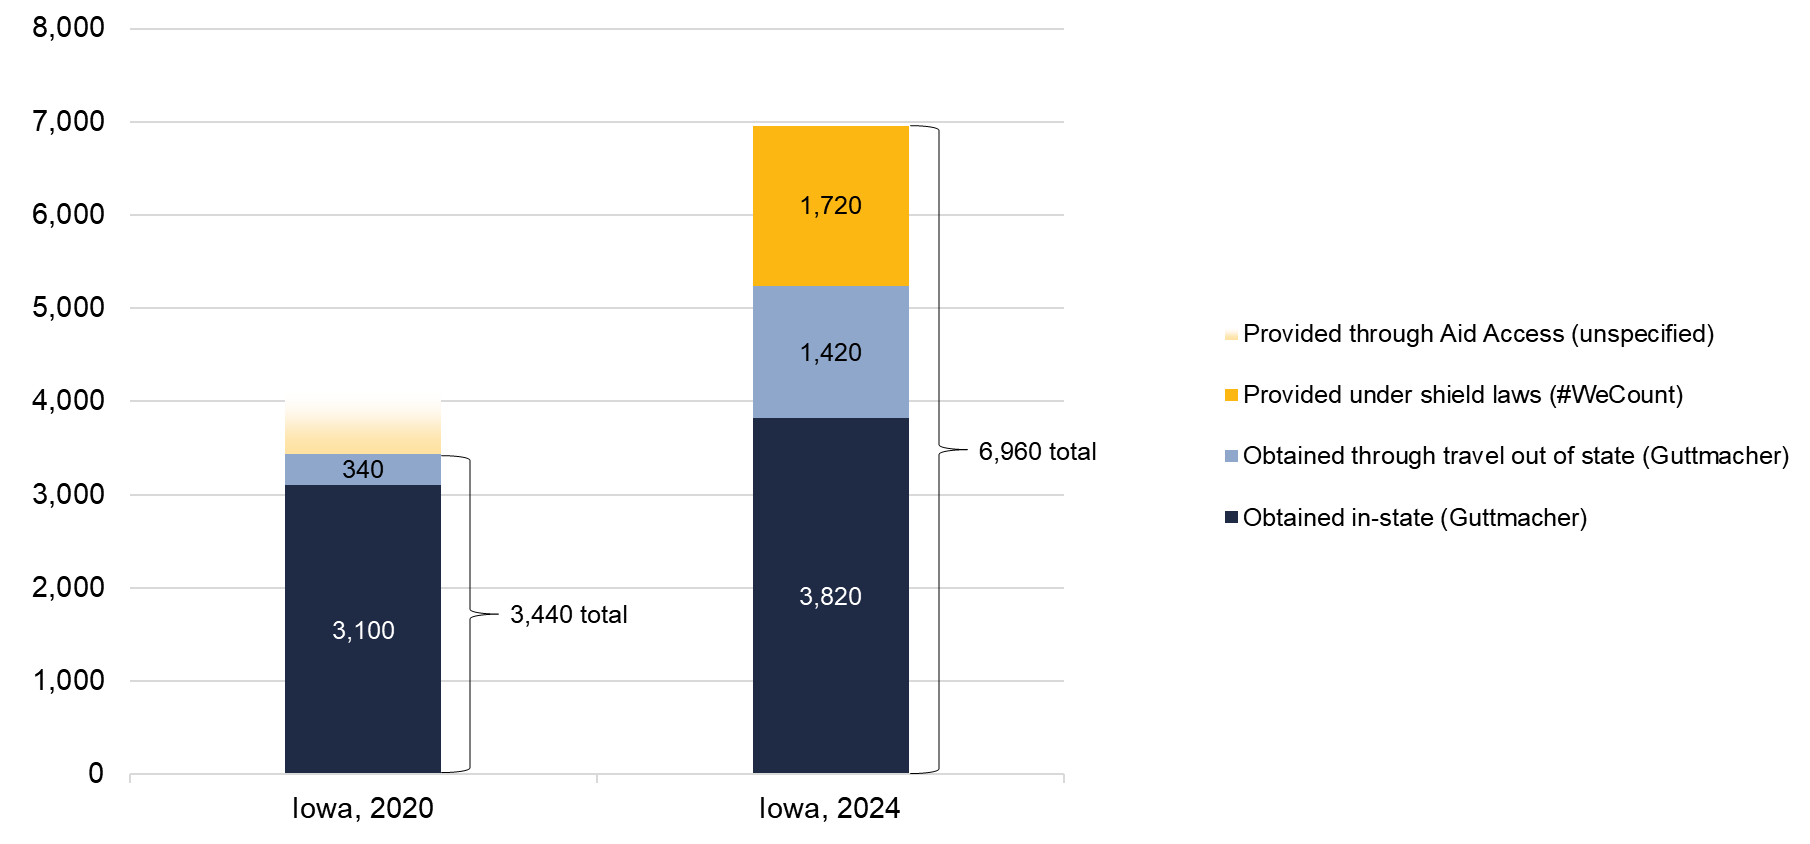 8,000
7,000
6,000
5,000
4,000
3,000
2,000
1,000
0
340
3,100
3,440 total
1,720
1,420
3,820
6,960 total
Iowa, 2020
Iowa, 2024
Provided through Aid Access (unspecified)
Provided under shield laws (#WeCount)
Obtained through travel out of state (Guttmacher)
Obtained in-state (Guttmacher)